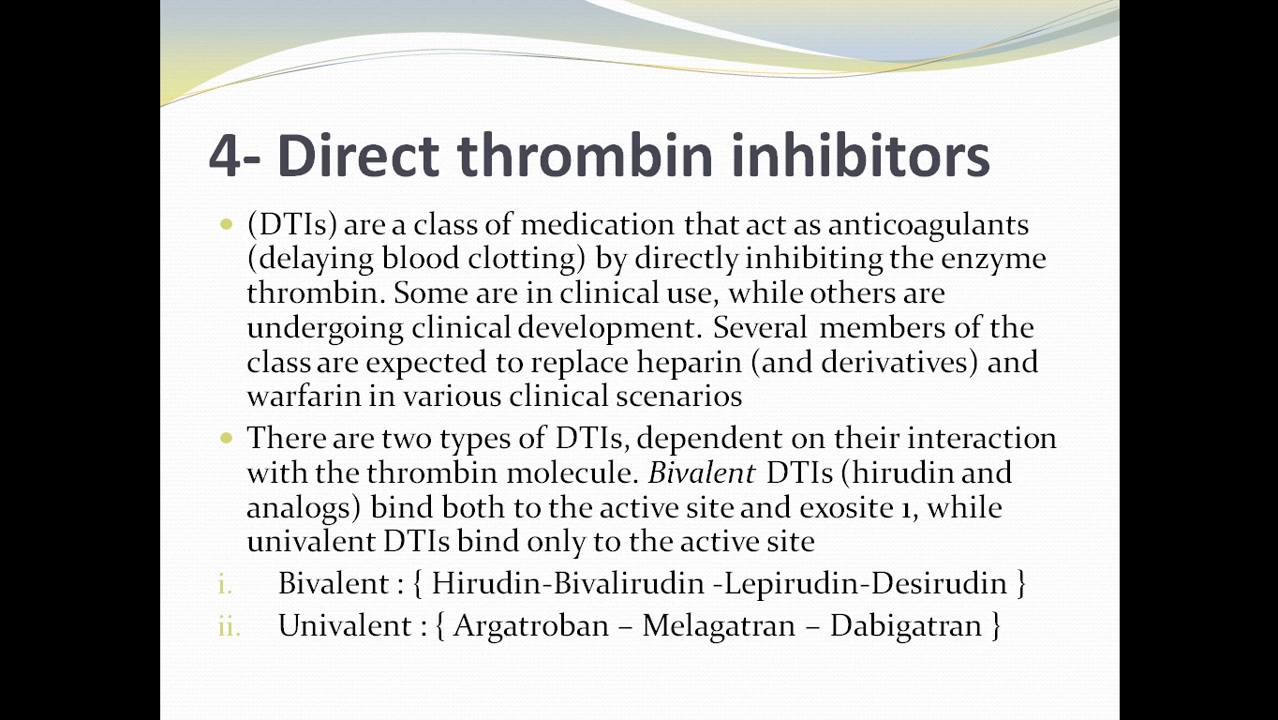 4- Direct thrombin inhibitors
(DTIs) are a class of medication that act as anticoagulants
(delaying blood clotting) by directly inhibiting the enzyme
thrombin. Some are in clinical use, while others are
undergoing clinical development. Several members of the
class are expected to replace heparin (and derivatives) and
warfarin in various clinical scenarios
There are two types of DTIs, dependent on their interaction
with the thrombin molecule. Bivalent DTIs (hirudin and
analogs) bind both to the active site and exosite 1, while
univalent DTIs bind only to the active site
i. Bivalent : { Hirudin-Bivalirudin -Lepirudin-Desirudin }
ii. Univalent : { Argatroban – Melagatran – Dabigatran }